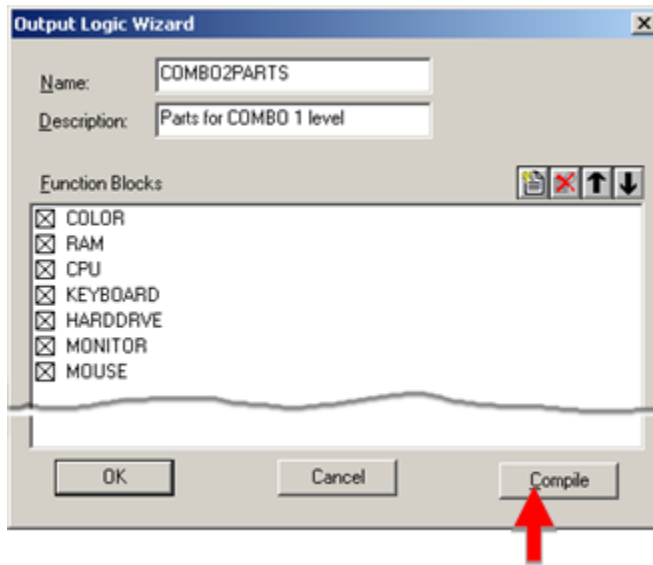 Output Logic Wizard
Name: COMBO2PARTS
Description: Parts for COMBO 1 level
Function Blocks
COLOR
RAM
CPU
KEYBOARD
HARDDRVE
MONITOR
MOUSE
OK Cancel Compile